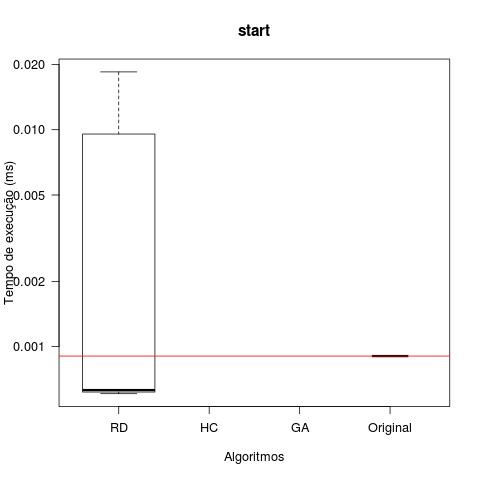 start
0.020
0.010
0.005
0.002
0.001
Tempo de execução (ms)
RD HC GA Original
Algoritmos